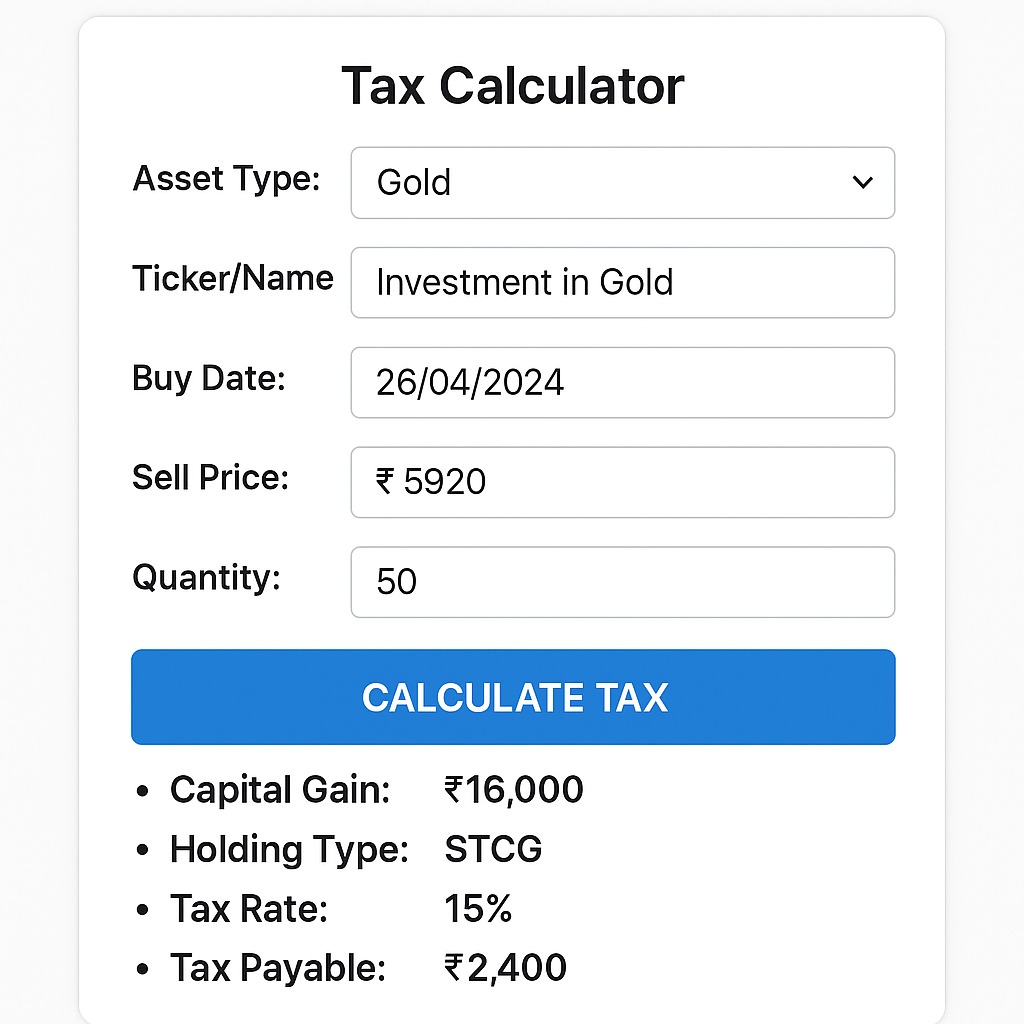 Tax Calculator
Asset Type: Gold
Ticker/Name Investment in Gold
Buy Date: 26/04/2024
Sell Price: ₹ 5920
Quantity: 50
CALCULATE TAX
• Capital Gain: ₹16,000
• Holding Type: STCG
• Tax Rate: 15%
• Tax Payable: ₹2,400